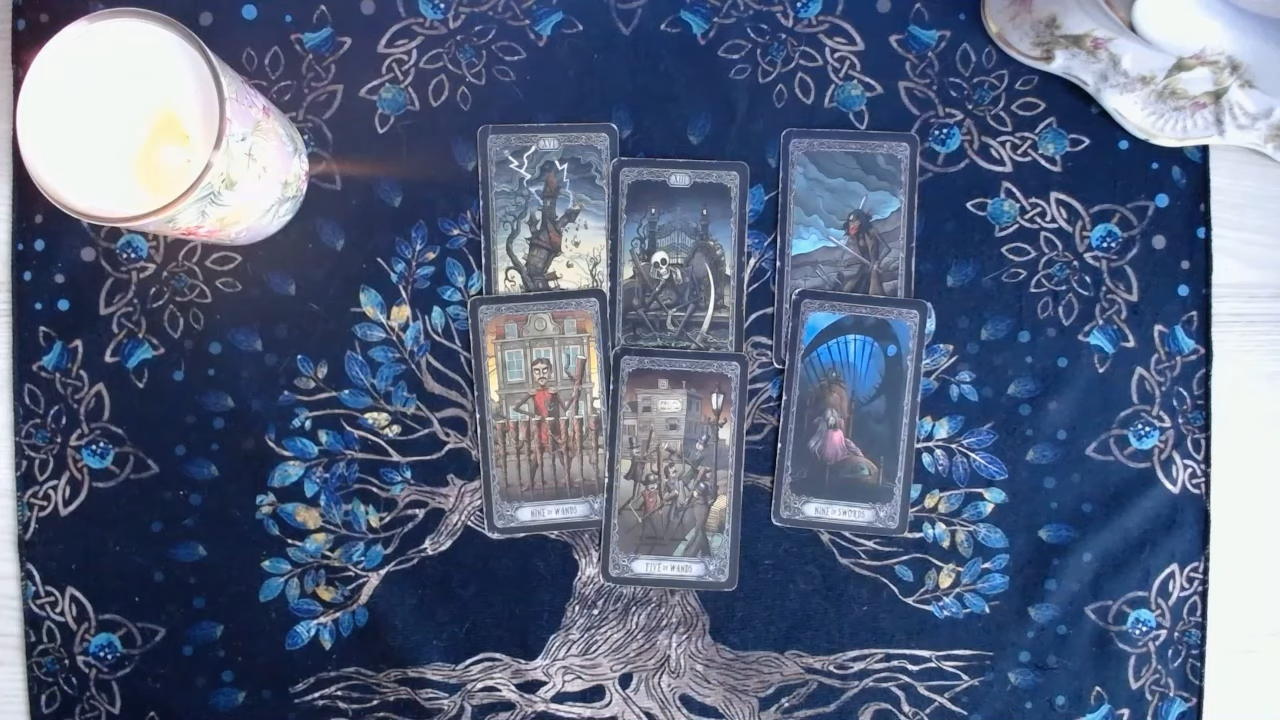 XVI
XIII
NINE OF WANDS
FIVE OF WANDS
NINE OF SWORDS